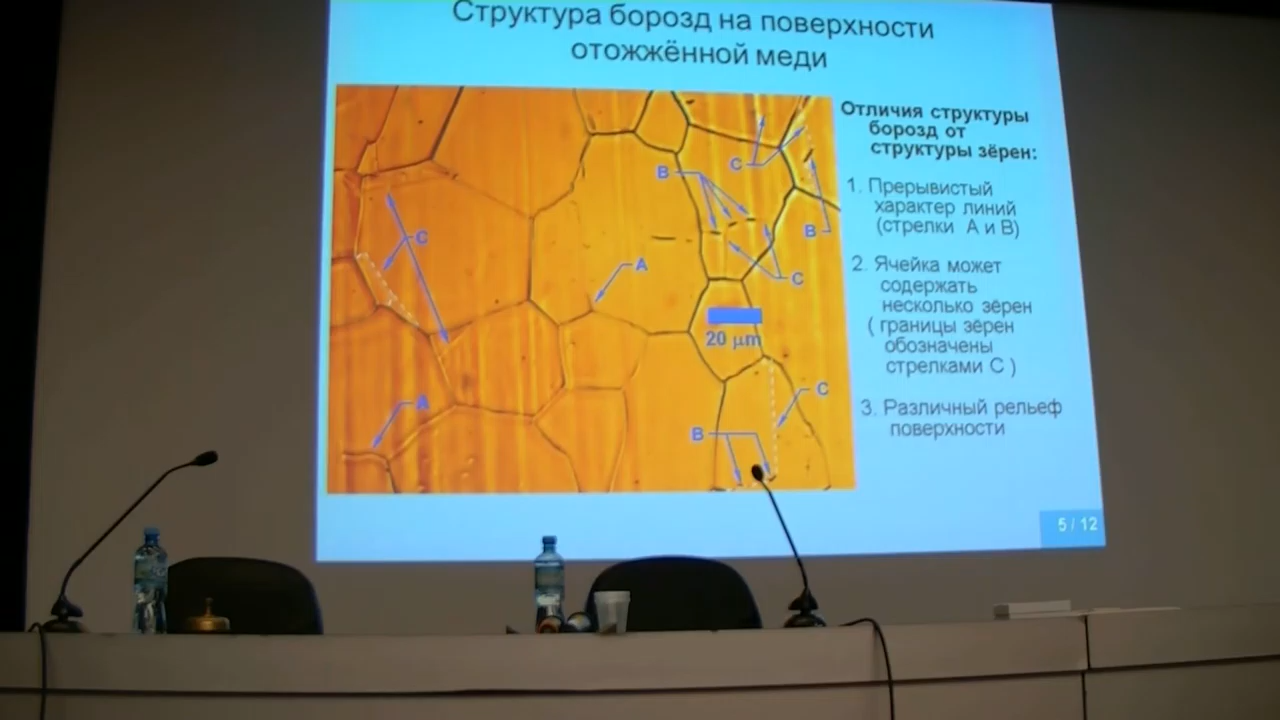 Структура борозд на поверхности
отожжённой меди
Отличия структуры
борозд от
структуры зёрен:
1. Прерывистый
характер линий
(стрелки А и В)
2. Ячейка может
содержать
несколько зёрен
( границы зёрен
обозначены
стрелками С )
3. Различный рельеф
поверхности
C
B
B
C
A
C
20 μm
C
A
B
5 / 12